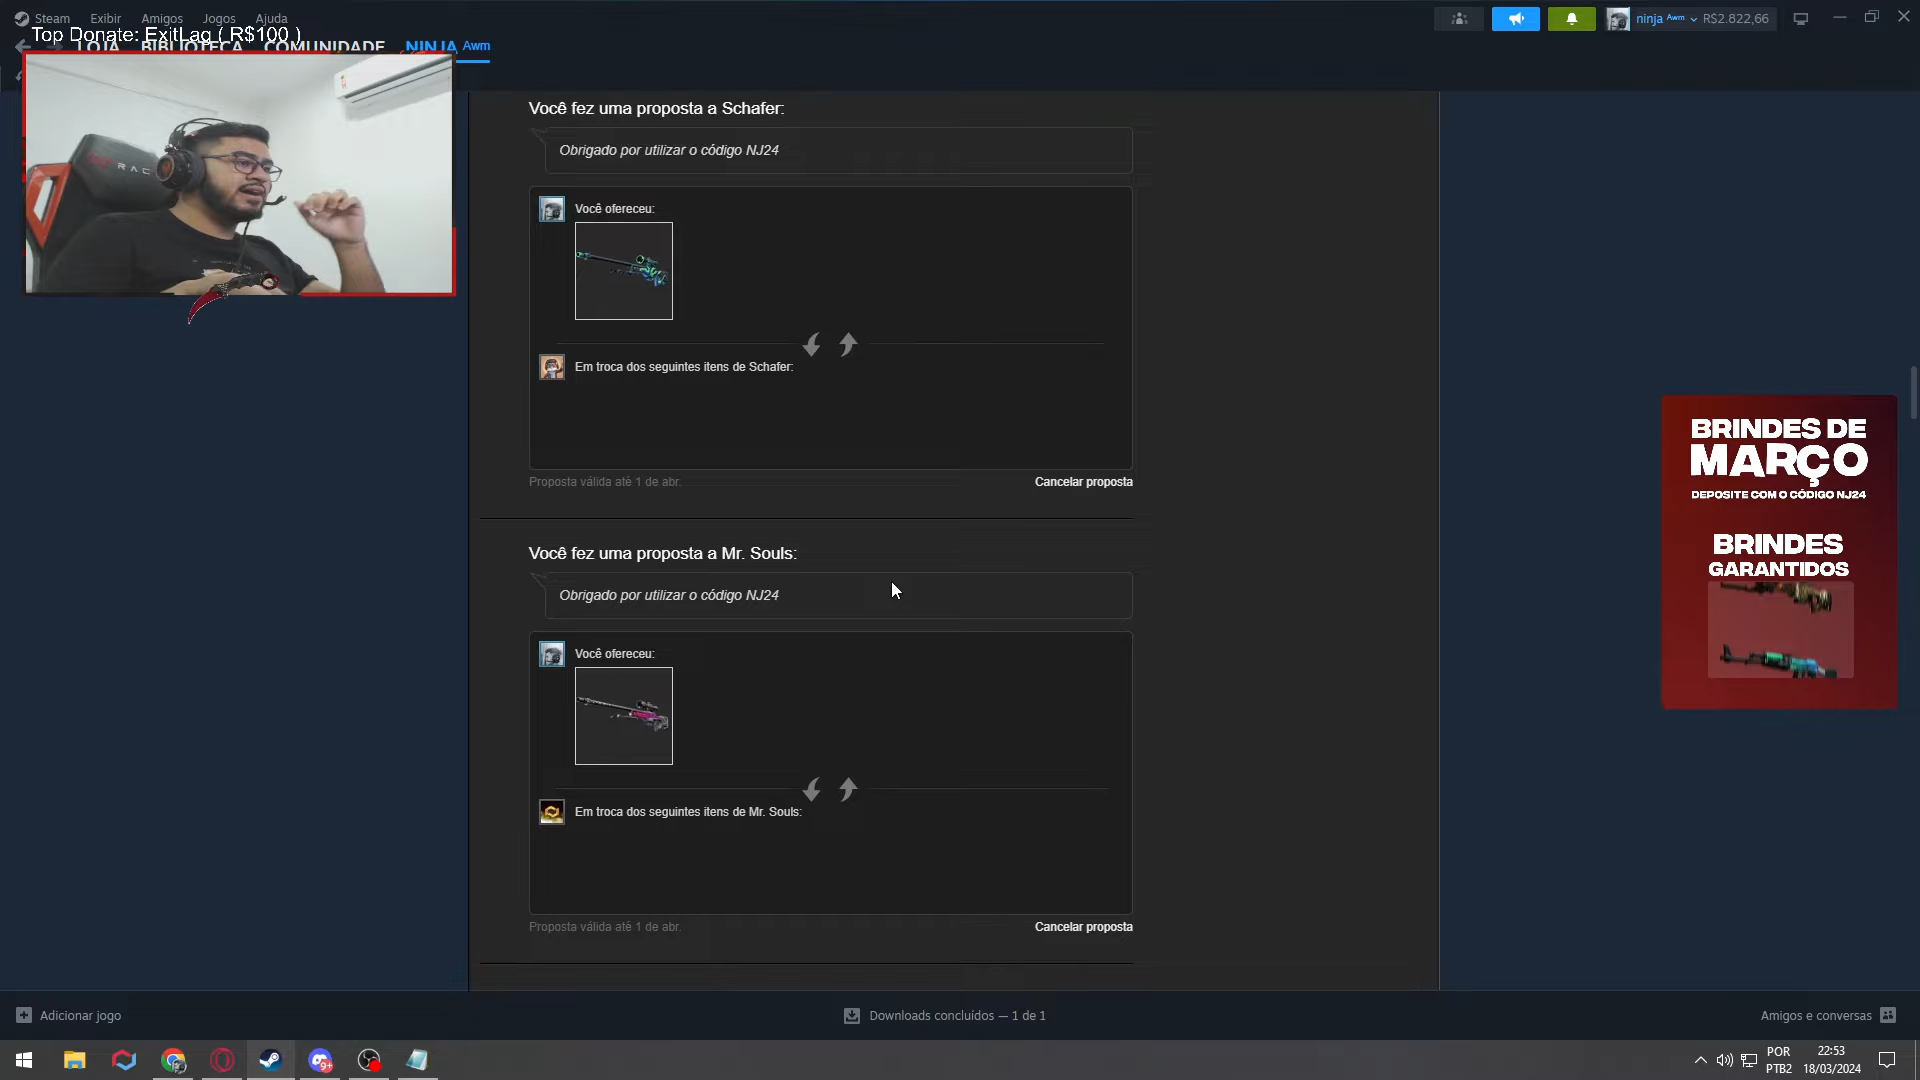 Steam Exibir Amigos Jogos Ajuda
ninja ᴬʷᵐ R$2.822,66
Top Donate: ExitLag ( R$100 )
LOJA BIBLIOTECA COMUNIDADE NINJA ᴬʷᵐ
RAC
Você fez uma proposta a Schafer:
Obrigado por utilizar o código NJ24
Você ofereceu:
Em troca dos seguintes itens de Schafer:
Proposta válida até 1 de abr.
Cancelar proposta
Você fez uma proposta a Mr. Souls:
Obrigado por utilizar o código NJ24
Você ofereceu:
Em troca dos seguintes itens de Mr. Souls:
Proposta válida até 1 de abr.
Cancelar proposta
BRINDES DE
MARÇO
DEPOSITE COM O CÓDIGO NJ24
BRINDES
GARANTIDOS
Adicionar jogo
Downloads concluídos — 1 de 1
Amigos e conversas
9+
POR
PTB2
22:53
18/03/2024